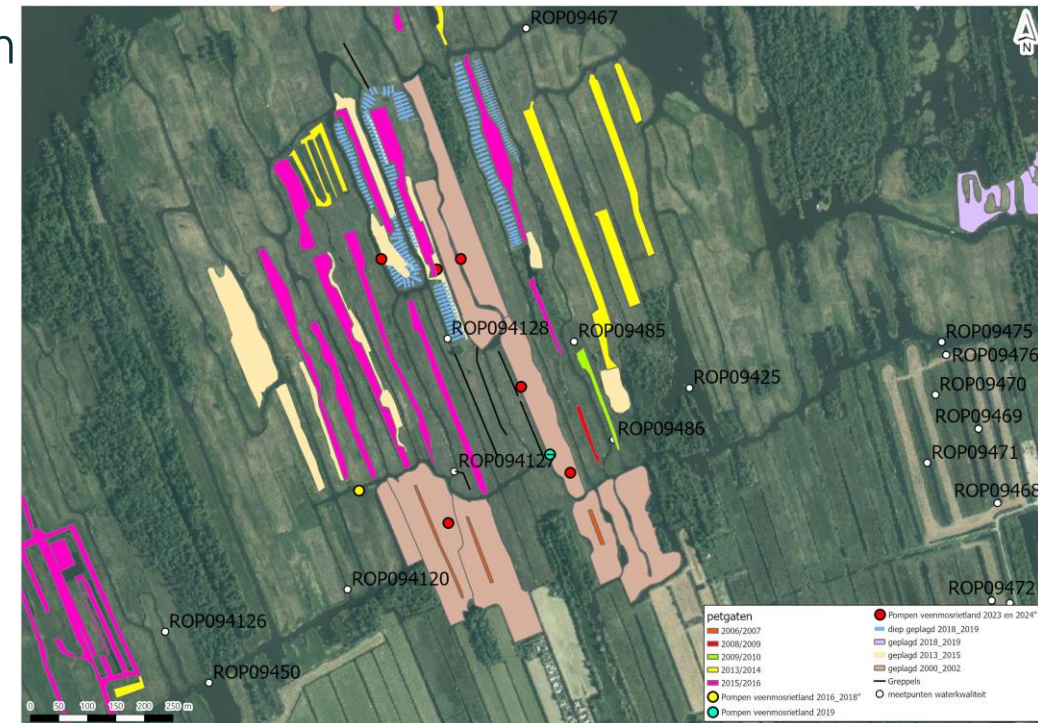 n
ROP09467
N
ROP094128
ROP09485
ROP09475
ROP09476
ROP09425
ROP09470
ROP09469
ROP09486
ROP09471
ROP094127
ROP09468
ROP094120
ROP09472
ROP094126
ROP09450
0 50 100 150 200 250 m
petgaten
2006/2007
2008/2009
2009/2010
2013/2014
2015/2016
Pompen veenmosrietland 2016_2018"
Pompen veenmosrietland 2019
Pompen veenmosrietland 2023 en 2024"
diep geplagd 2018_2019
geplagd 2018_2019
geplagd 2013_2015
geplagd 2000_2002
Greppels
meetpunten waterkwaliteit